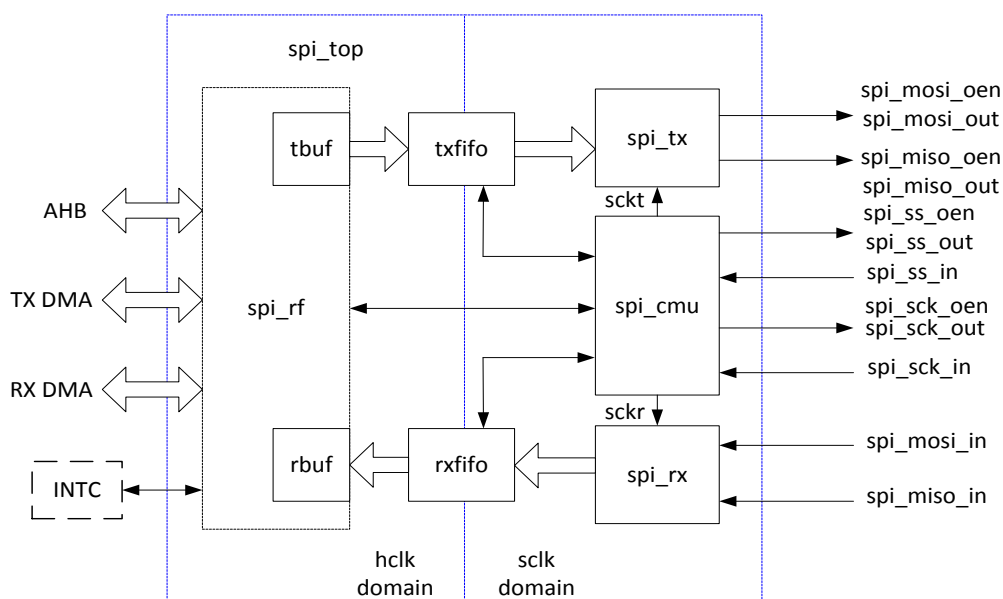 spi_top
spi_mosi_oen
spi_mosi_out
tbuf
txfifo
spi_tx
spi_miso_oen
spi_miso_out
sckt
AHB
spi_ss_oen
spi_ss_out
spi_ss_in
TX DMA
spi_rf
spi_cmu
spi_sck_oen
spi_sck_out
RX DMA
spi_sck_in
sckr
rbuf
rxfifo
spi_rx
spi_mosi_in
INTC
spi_miso_in
hclk
domain
sclk
domain